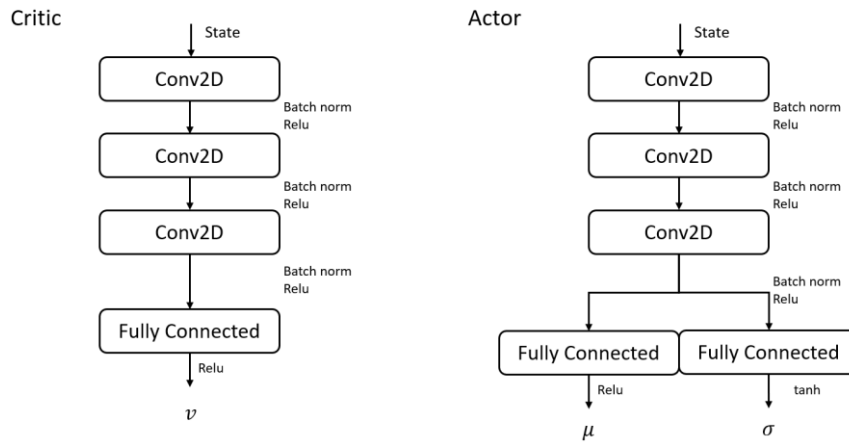 Critic
State
Conv2D
Batch norm
Relu
Conv2D
Batch norm
Relu
Conv2D
Batch norm
Relu
Fully Connected
Relu
v
Actor
State
Conv2D
Batch norm
Relu
Conv2D
Batch norm
Relu
Conv2D
Batch norm
Relu
Fully Connected
Fully Connected
Relu
tanh
μ
σ